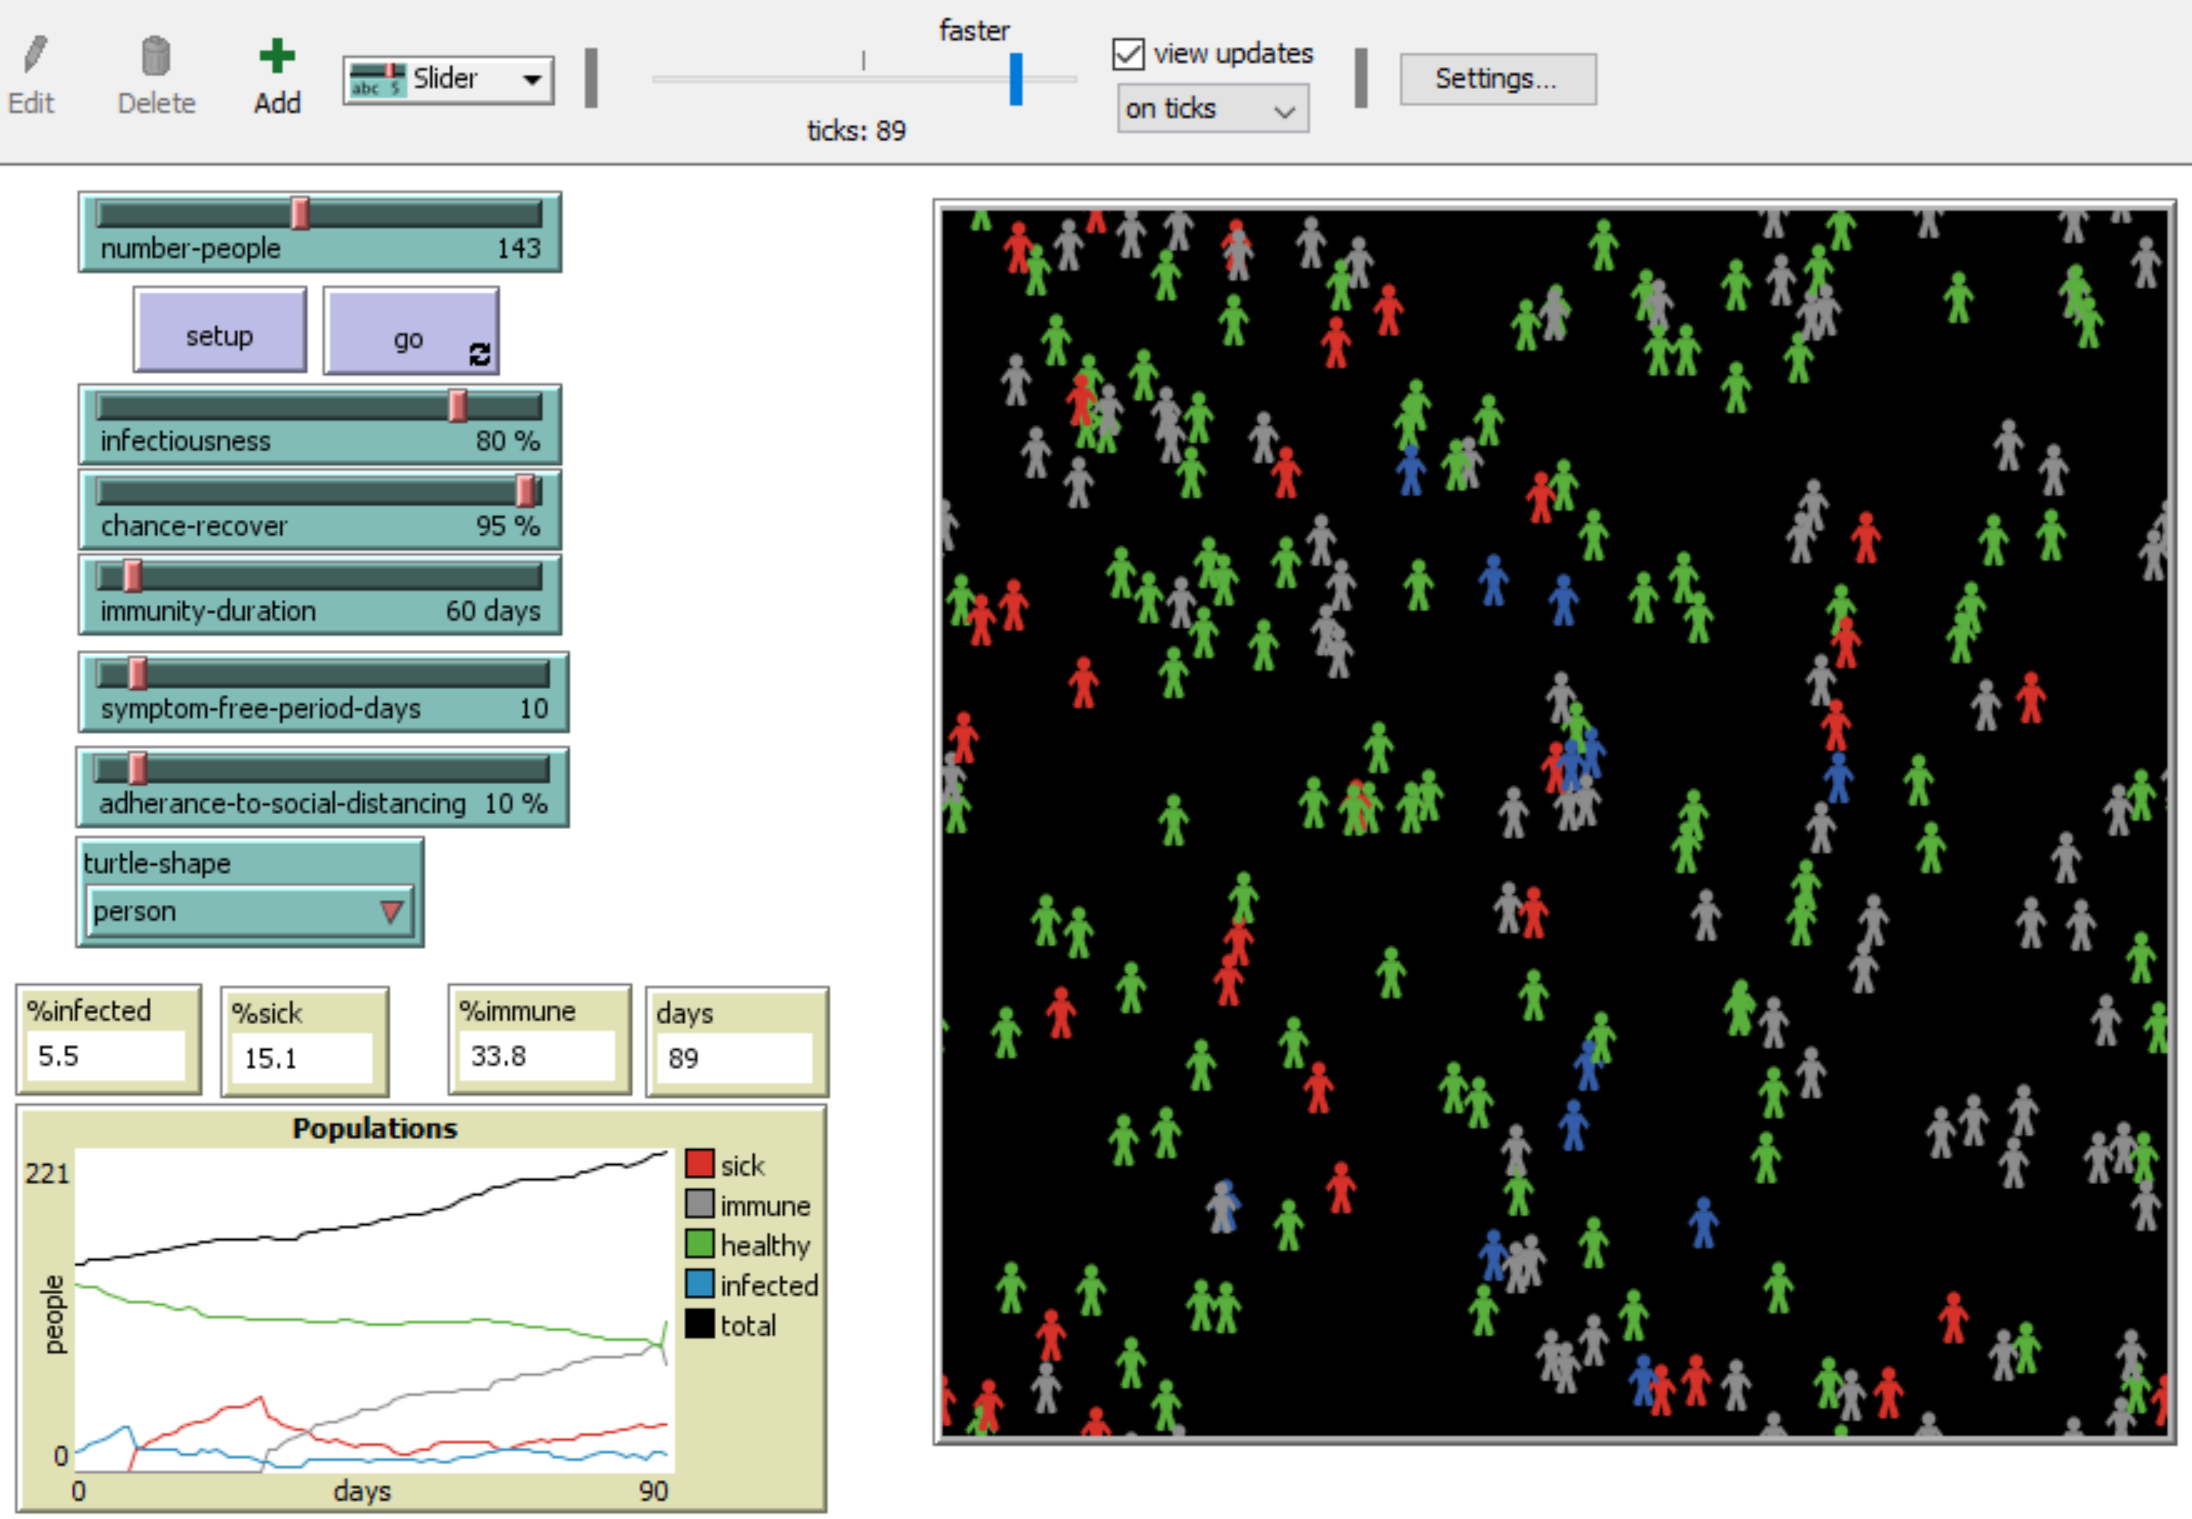 faster
view updates
Edit
Delete
Add
abc 5
Slider
on ticks
Settings...
ticks: 89
number-people 143
setup
go
infectiousness 80 %
chance-recover 95 %
immunity-duration 60 days
symptom-free-period-days 10
adherance-to-social-distancing 10 %
turtle-shape
person
%infected
5.5
%sick
15.1
%immune
33.8
days
89
Populations
221
people
0
0
days
90
sick
immune
healthy
infected
total